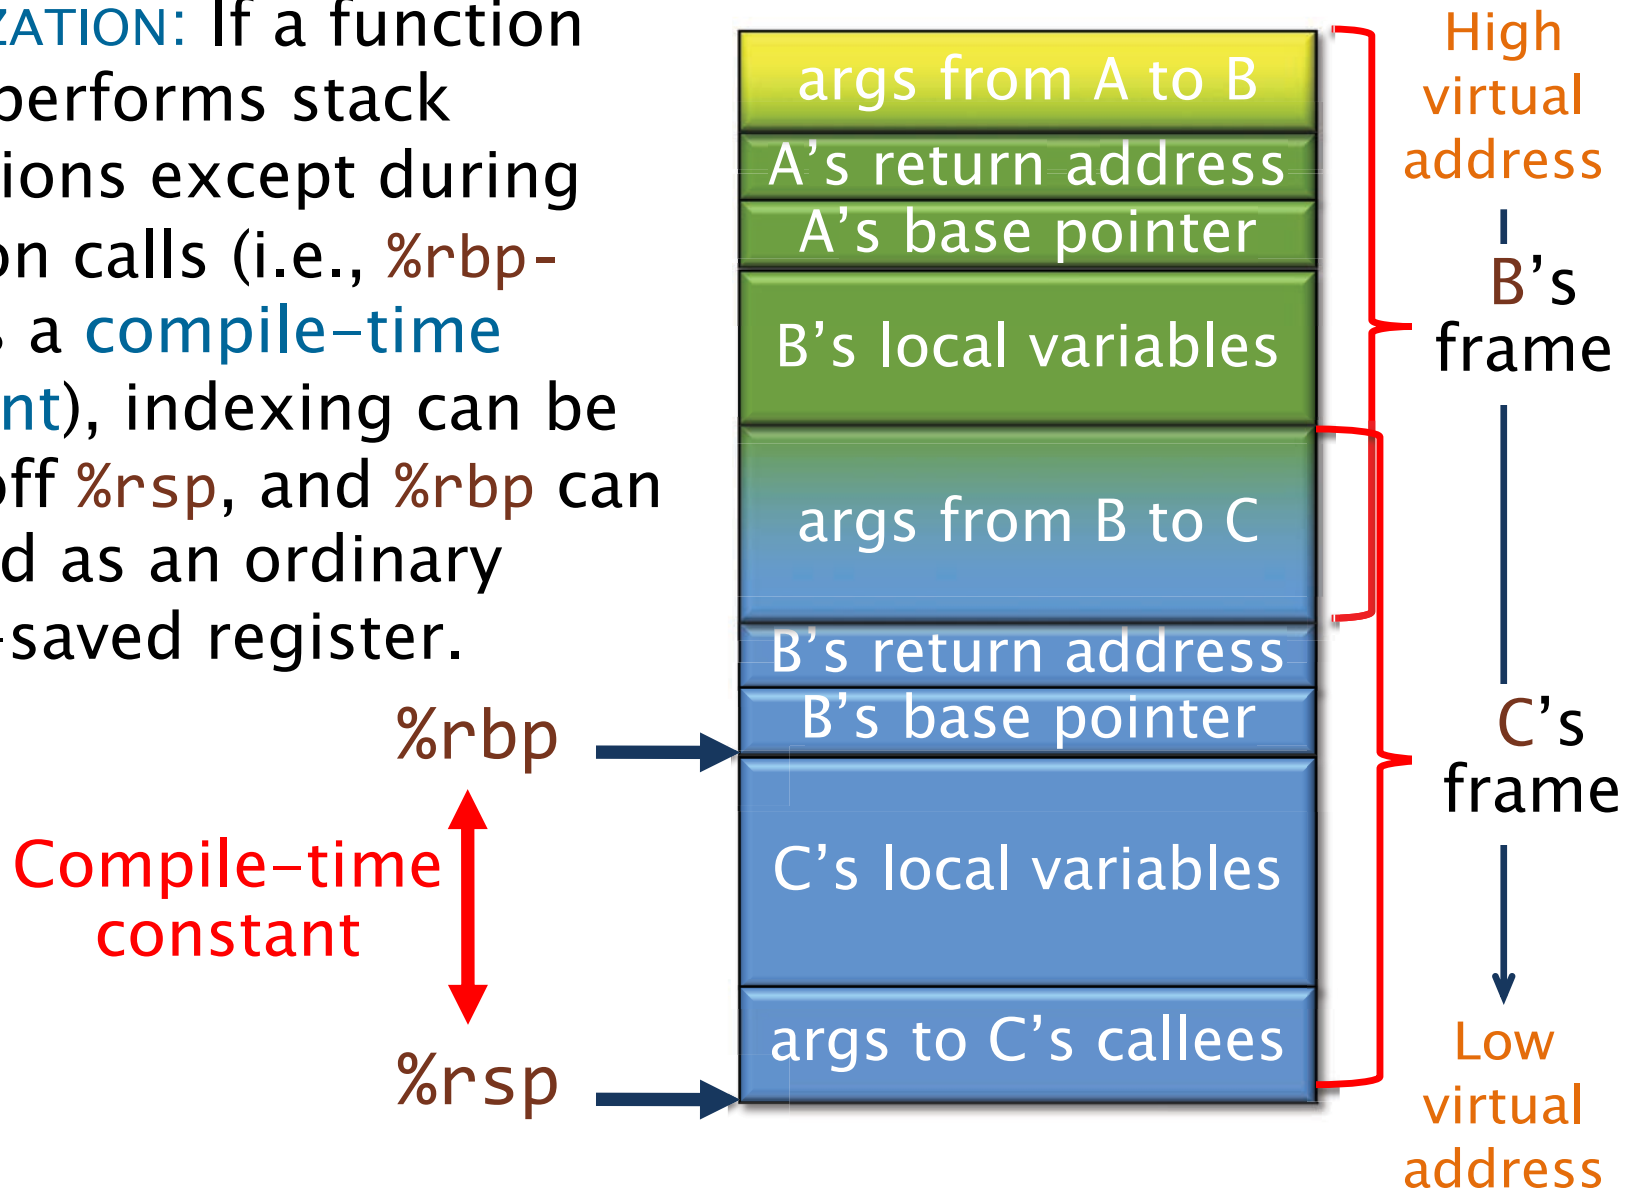 ZATION: If a function
performs stack
ions except during
on calls (i.e., %rbp-
s a compile-time
nt), indexing can be
off %rsp, and %rbp can
d as an ordinary
-saved register.
%rbp
Compile-time
constant
%rsp
args from A to B
A's return address
A's base pointer
B's local variables
args from B to C
B's return address
B's base pointer
C's local variables
args to C's callees
High
virtual
address
B's
frame
C's
frame
Low
virtual
address